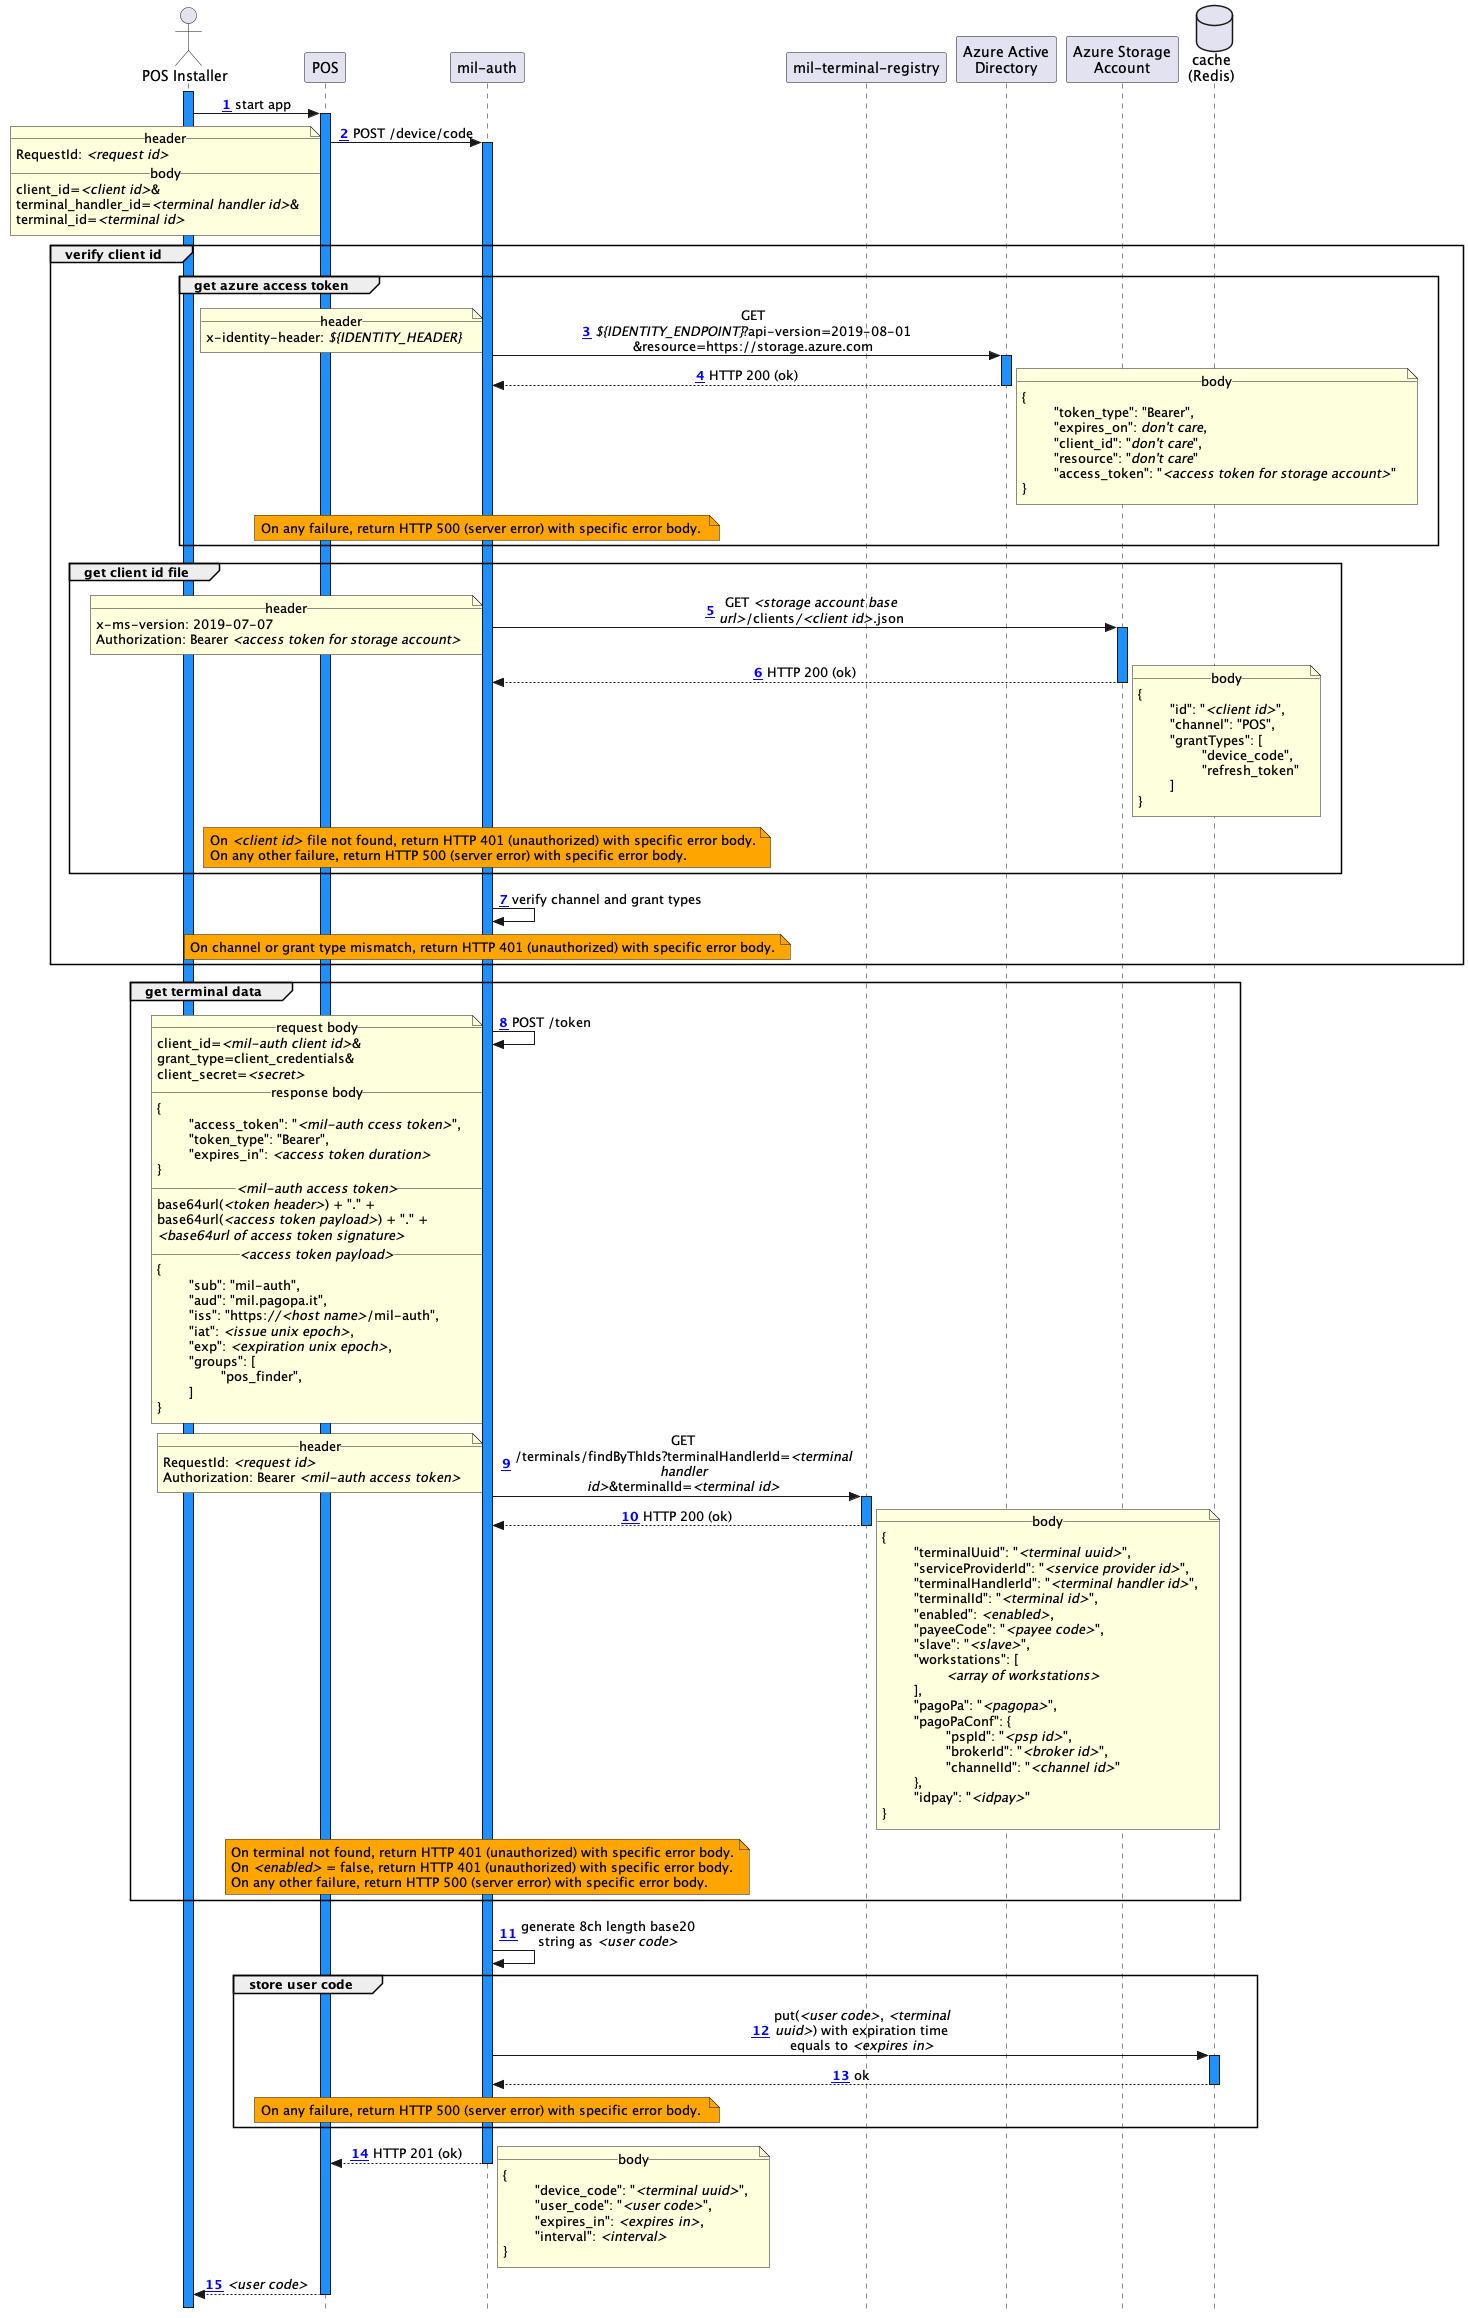 POS Installer
POS
mil-auth
mil-terminal-registry
Azure Active
Directory
Azure Storage
Account
cache
(Redis)
1 start app
2 POST /device/code
header
RequestId: <request id>
body
client_id=<client id>&
terminal_handler_id=<terminal handler id>&
terminal_id=<terminal id>
verify client id
get azure access token
header
x-identity-header: ${IDENTITY_HEADER}
GET
3 ${IDENTITY_ENDPOINT}?api-version=2019-08-01
&resource=https://storage.azure.com
4 HTTP 200 (ok)
body
{
"token_type": "Bearer",
"expires_on": don't care,
"client_id": "don't care",
"resource": "don't care"
"access_token": "<access token for storage account>"
}
On any failure, return HTTP 500 (server error) with specific error body.
get client id file
header
x-ms-version: 2019-07-07
Authorization: Bearer <access token for storage account>
5 GET <storage account base
url>/clients/<client id>.json
6 HTTP 200 (ok)
body
{
"id": "<client id>",
"channel": "POS",
"grantTypes": [
"device_code",
"refresh_token"
]
}
On <client id> file not found, return HTTP 401 (unauthorized) with specific error body.
On any other failure, return HTTP 500 (server error) with specific error body.
7 verify channel and grant types
On channel or grant type mismatch, return HTTP 401 (unauthorized) with specific error body.
get terminal data
8 POST /token
request body
client_id=<mil-auth client id>&
grant_type=client_credentials&
client_secret=<secret>
response body
{
"access_token": "<mil-auth ccess token>",
"token_type": "Bearer",
"expires_in": <access token duration>
}
<mil-auth access token>
base64url(<token header>) + "." +
base64url(<access token payload>) + "." +
<base64url of access token signature>
<access token payload>
{
"sub": "mil-auth",
"aud": "mil.pagopa.it",
"iss": "https://<host name>/mil-auth",
"iat": <issue unix epoch>,
"exp": <expiration unix epoch>,
"groups": [
"pos_finder",
]
}
header
RequestId: <request id>
Authorization: Bearer <mil-auth access token>
GET
9 /terminals/findByThIds?terminalHandlerId=<terminal
handler
id>&terminalId=<terminal id>
10 HTTP 200 (ok)
body
{
"terminalUuid": "<terminal uuid>",
"serviceProviderId": "<service provider id>",
"terminalHandlerId": "<terminal handler id>",
"terminalId": "<terminal id>",
"enabled": <enabled>,
"payeeCode": "<payee code>",
"slave": "<slave>",
"workstations": [
<array of workstations>
],
"pagoPa": "<pagopa>",
"pagoPaConf": {
"pspId": "<psp id>",
"brokerId": "<broker id>",
"channelId": "<channel id>"
},
"idpay": "<idpay>"
}
On terminal not found, return HTTP 401 (unauthorized) with specific error body.
On <enabled> = false, return HTTP 401 (unauthorized) with specific error body.
On any other failure, return HTTP 500 (server error) with specific error body.
11 generate 8ch length base20
string as <user code>
store user code
put(<user code>, <terminal
12 uuid>) with expiration time
equals to <expires in>
13 ok
On any failure, return HTTP 500 (server error) with specific error body.
14 HTTP 201 (ok)
body
{
"device_code": "<terminal uuid>",
"user_code": "<user code>",
"expires_in": <expires in>,
"interval": <interval>
}
15 <user code>